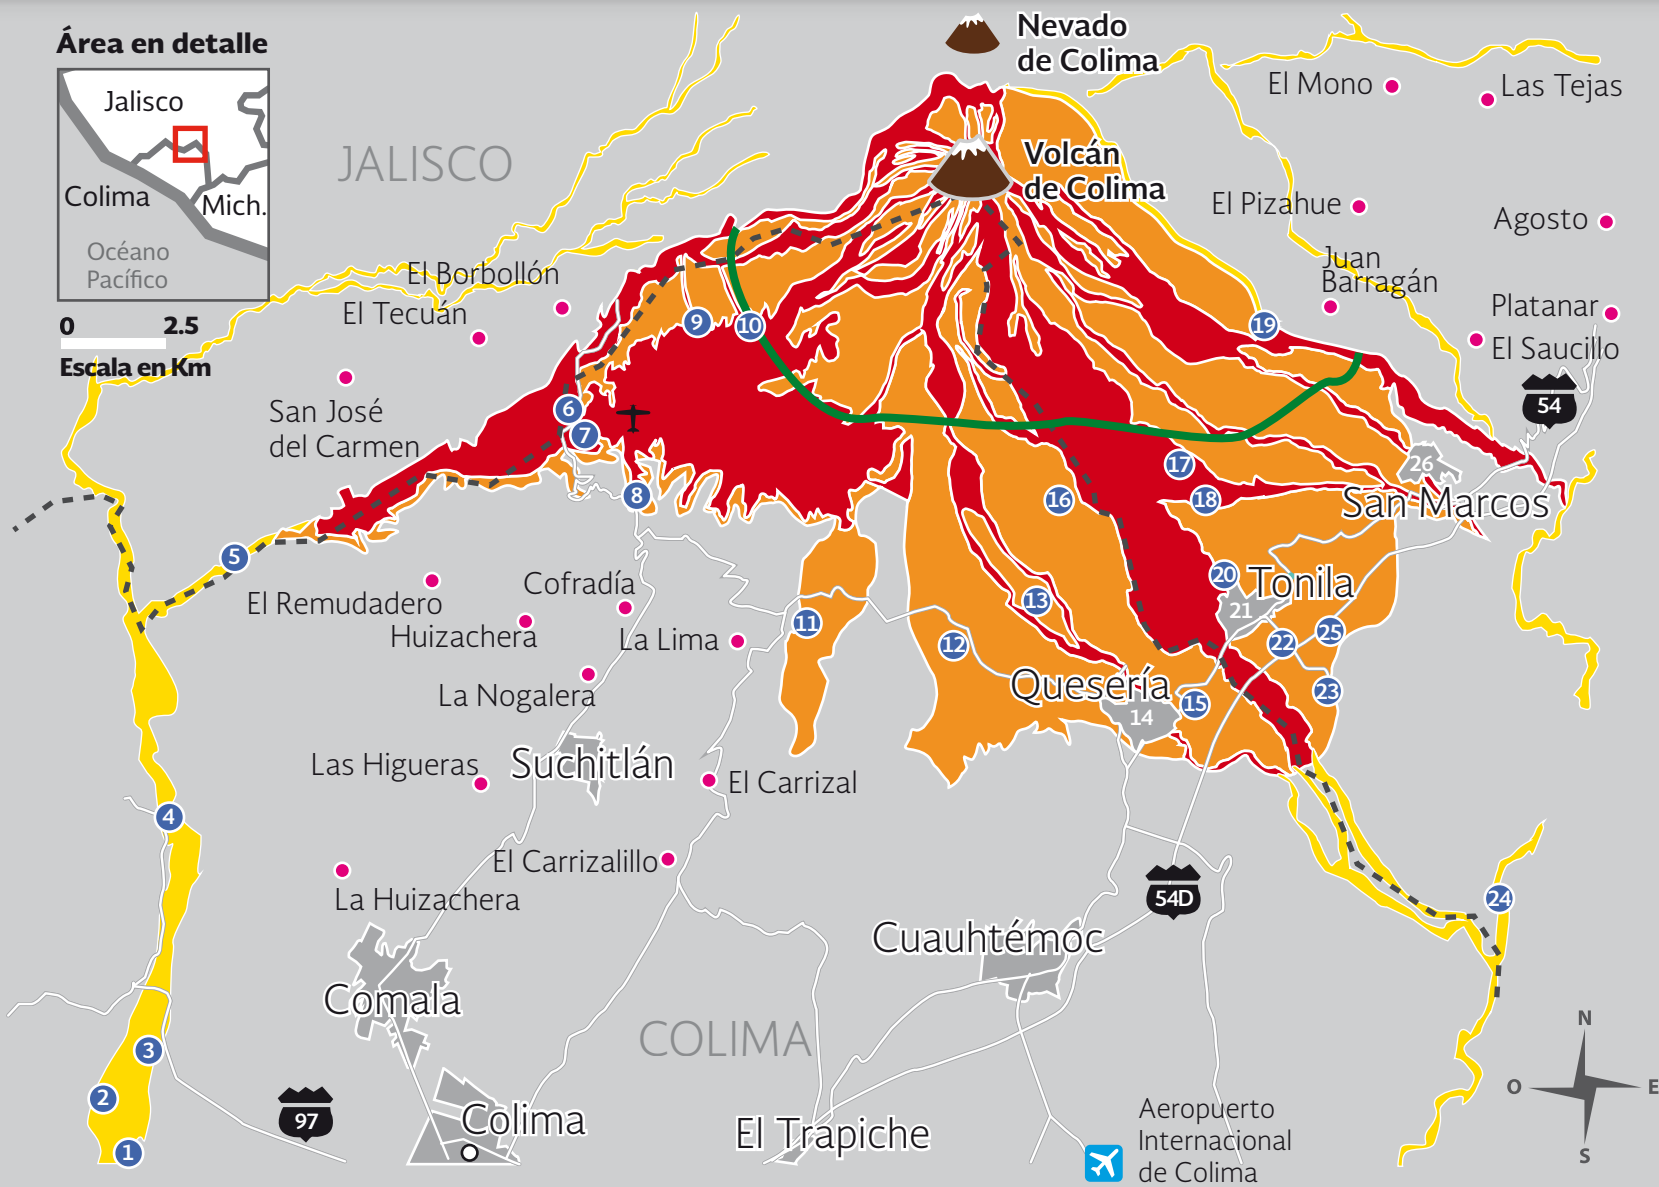 Área en detalle
Jalisco
Colima
Mich.
Océano
Pacífico
0 2.5
Escala en Km
Nevado
de Colima
Volcán
de Colima
JALISCO
El Mono
Las Tejas
El Pizahue
Agosto
Juan
Barragán
Platanar
El Saucillo
54
El Borbollón
El Tecuán
San José
del Carmen
9
10
19
6
7
8
16
17
18
26
San Marcos
5
El Remudadero
Huizachera
Cofradía
La Lima
La Nogalera
11
12
13
20
Tonila
21
22
25
23
Quesería
14
15
Las Higueras
Suchitlán
El Carrizal
4
El Carrizalillo
La Huizachera
54D
24
Cuauhtémoc
Comala
COLIMA
3
2
1
97
Colima
El Trapiche
Aeropuerto
Internacional
de Colima
N
O E
S